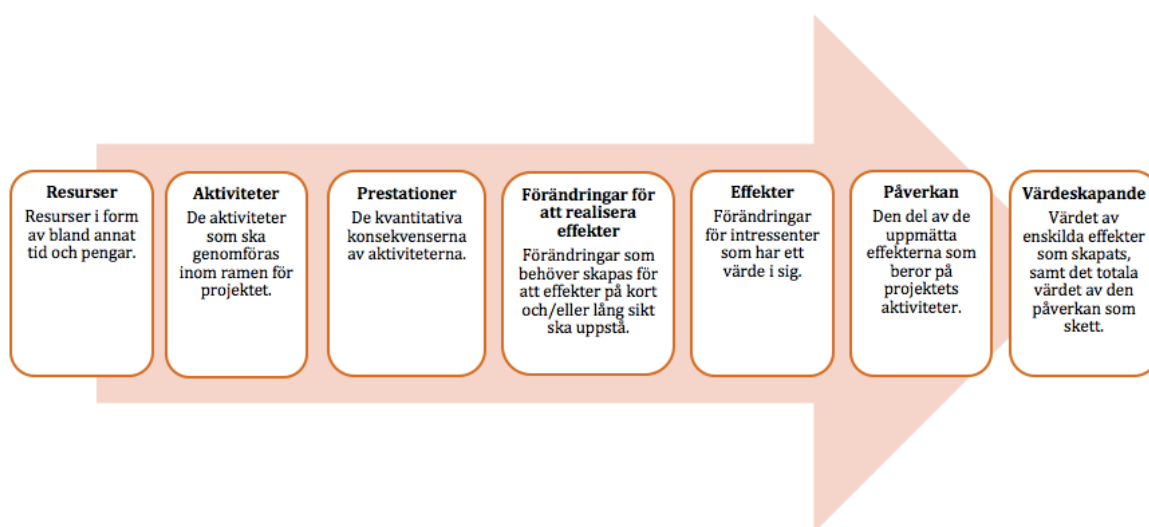 Resurser
Resurser i form
av bland annat
tid och pengar.
Aktiviteter
De aktiviteter
som ska
genomföras
inom ramen för
projektet.
Prestationer
De kvantitativa
konsekvenserna
av aktiviteterna.
Förändringar för
att realisera
effekter
Förändringar som
behöver skapas för
att effekter på kort
och/eller lång sikt
ska uppstå.
Effekter
Förändringar
för intressenter
som har ett
värde i sig.
Påverkan
Den del av de
uppmätta
effekterna som
beror på
projektets
aktiviteter.
Värdeskapande
Värdet av
enskilda effekter
som skapats,
samt det totala
värdet av den
påverkan som
skett.